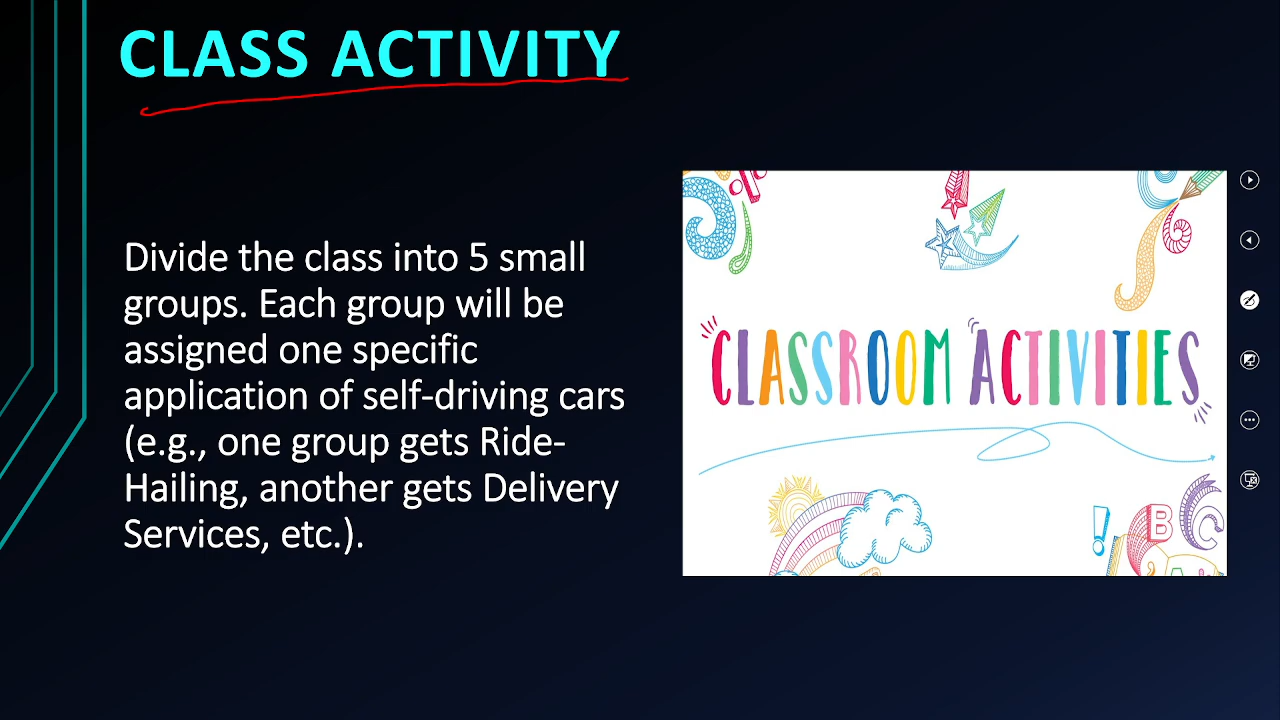 CLASS ACTIVITY
Divide the class into 5 small
groups. Each group will be
assigned one specific
application of self-driving cars
(e.g., one group gets Ride-
Hailing, another gets Delivery
Services, etc.).
CLASSROOM ACTIVITIES
! B C